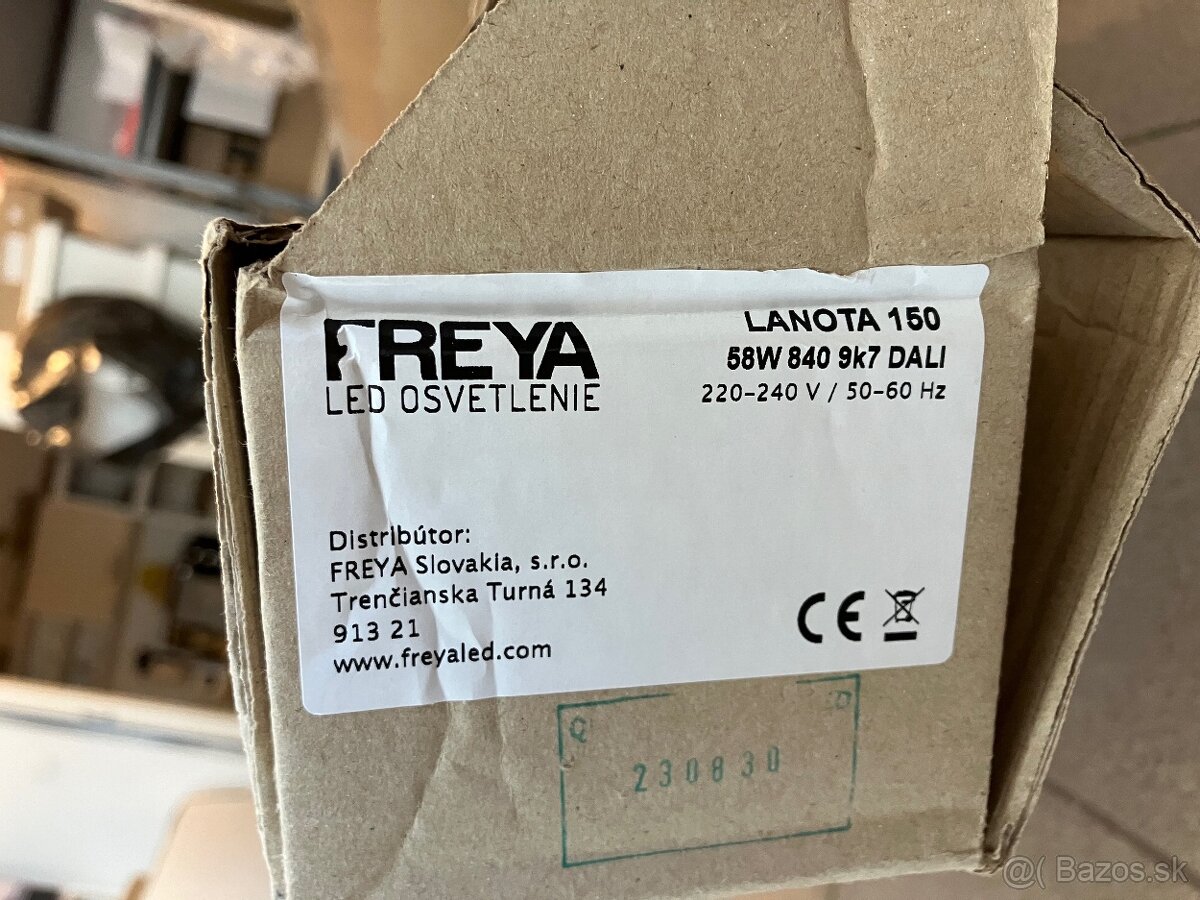 FREYA
LED OSVETLENIE
LANOTA 150
58W 840 9k7 DALI
220-240 V / 50-60 Hz
Distribútor:
FREYA Slovakia, s.r.o.
Trenčianska Turná 134
913 21
www.freyaled.com
CE
Q
230830
@( Bazos.sk